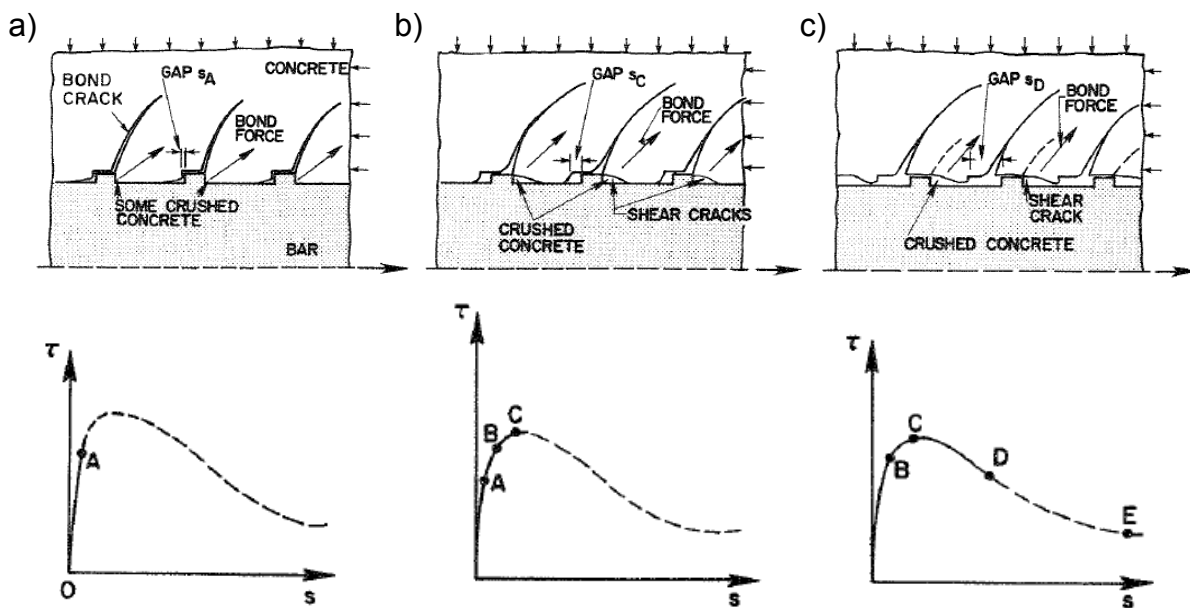 a)
CONCRETE
BOND
CRACK
GAP sA
BOND
FORCE
SOME CRUSHED
CONCRETE
BAR
b)
GAP sC
BOND
FORCE
CRUSHED
CONCRETE
SHEAR CRACKS
c)
GAP sD
BOND
FORCE
SHEAR
CRACK
CRUSHED CONCRETE
τ
A
O
s
τ
C
B
A
s
τ
C
B
D
E
s